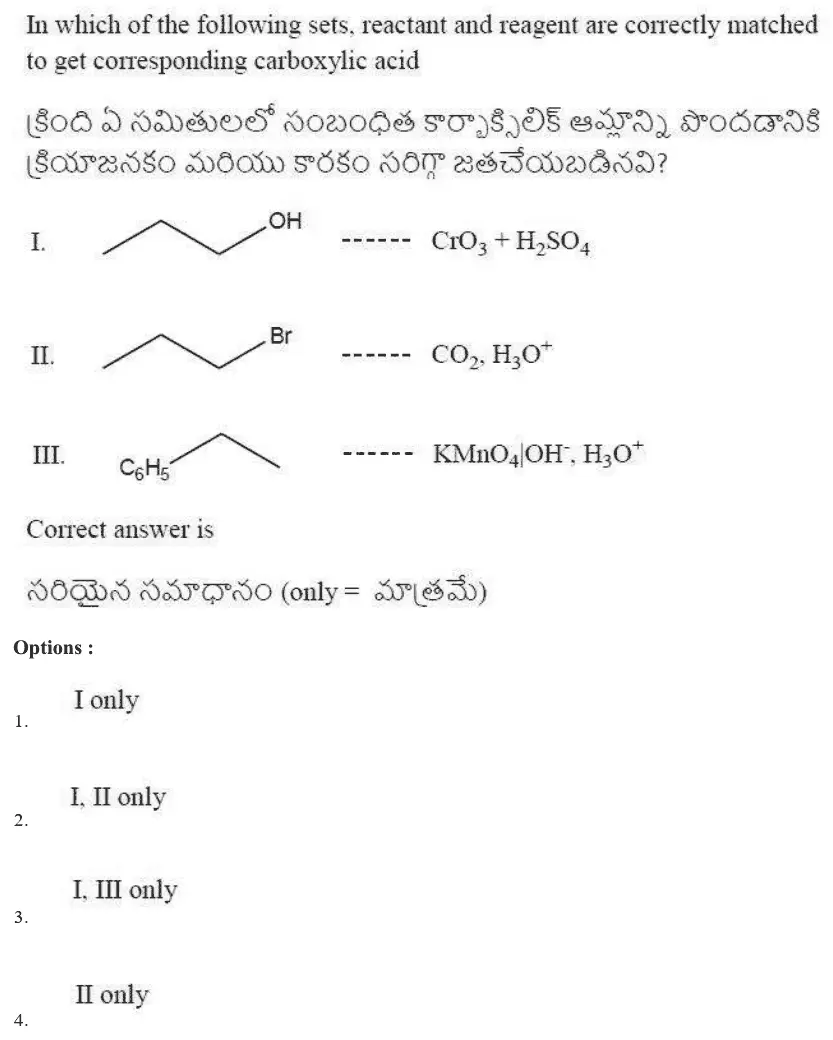 In which of the following sets, reactant and reagent are correctly matched
to get corresponding carboxylic acid
క్రింది ఏ సమితులలో సంబంధిత కార్బాక్సిలిక్ ఆమ్లాన్ని పొందడానికి
క్రియాజనకం మరియు కారకం సరిగ్గా జతచేయబడినవి?
I. OH ------ CrO₃ + H₂SO₄
II. Br ------ CO₂, H₃O⁺
III. C₆H₅ ------ KMnO₄|OH⁻, H₃O⁺
Correct answer is
సరియైన సమాధానం (only = మాత్రమే)
Options :
1. I only
2. I, II only
3. I, III only
4. II only